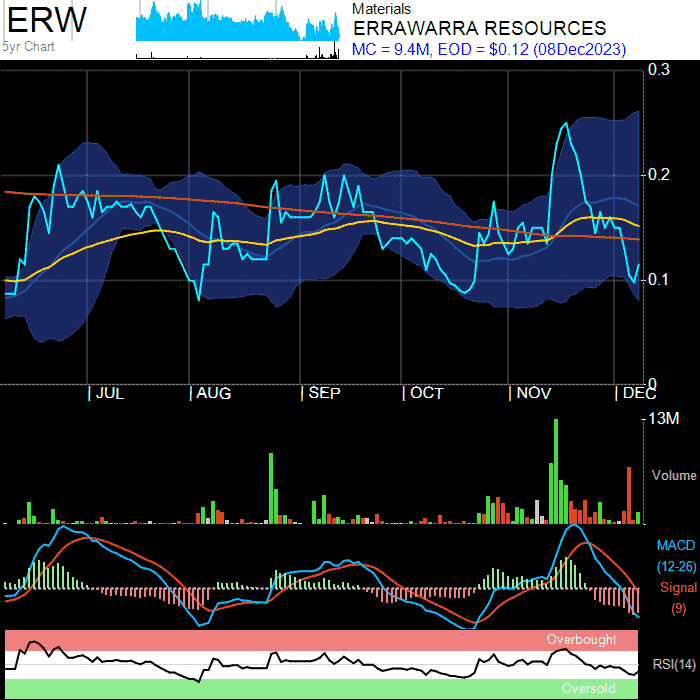 ERW
5yr Chart
Materials
ERRAWARRA RESOURCES
MC = 9.4M, EOD = $0.12 (08Dec2023)
0.3
0.2
0.1
0
JUL AUG SEP OCT NOV DEC
13M
Volume
MACD
(12-26)
Signal
(9)
Overbought
RSI(14)
Oversold